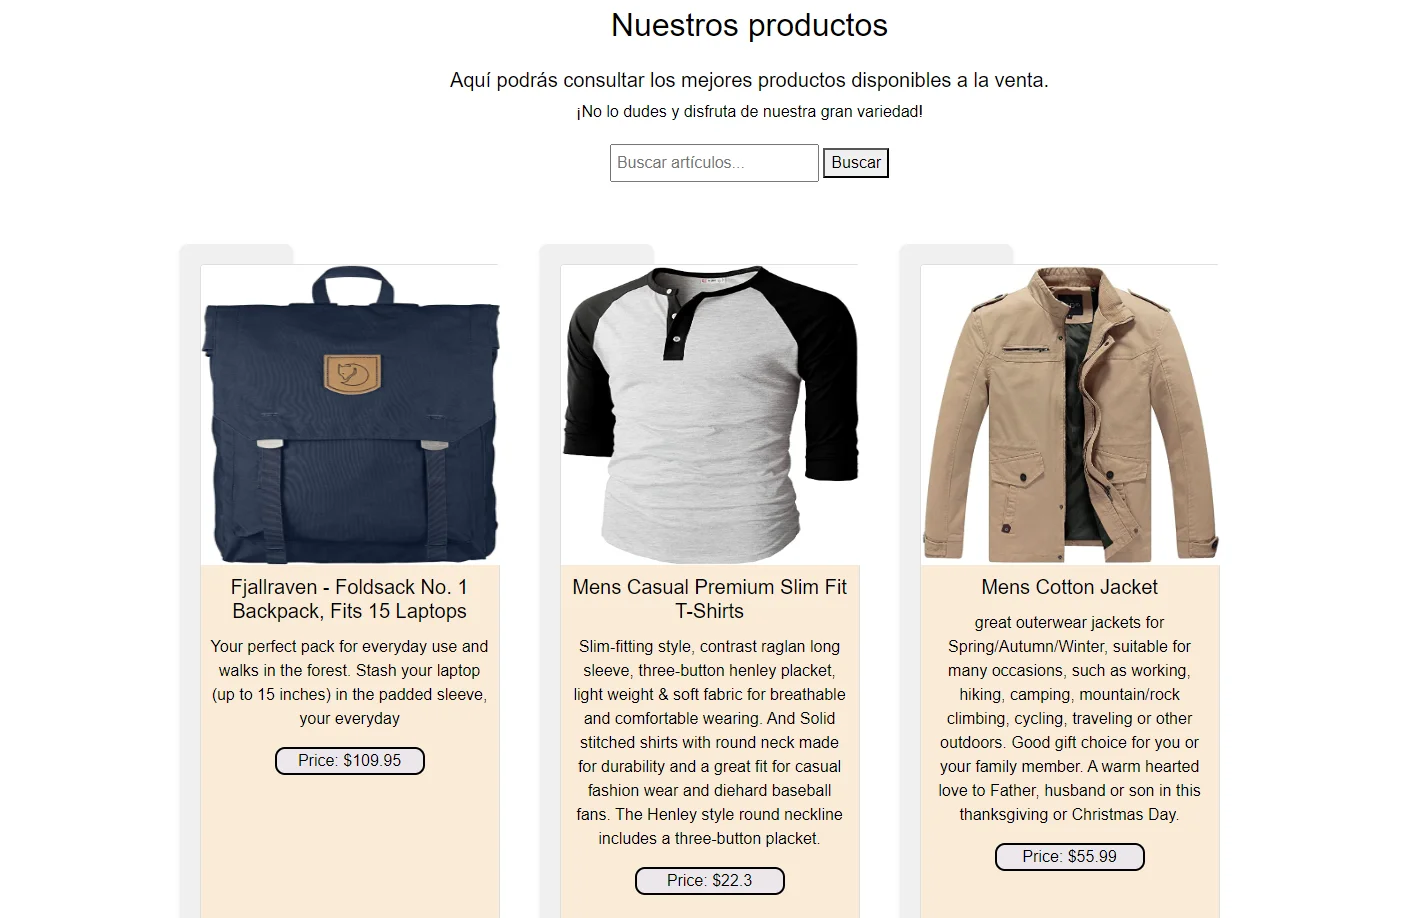 Nuestros productos
Aquí podrás consultar los mejores productos disponibles a la venta.
¡No lo dudes y disfruta de nuestra gran variedad!
Buscar artículos...
Buscar
Fjallraven - Foldsack No. 1
Backpack, Fits 15 Laptops
Your perfect pack for everyday use and
walks in the forest. Stash your laptop
(up to 15 inches) in the padded sleeve,
your everyday
Price: $109.95
Mens Casual Premium Slim Fit
T-Shirts
Slim-fitting style, contrast raglan long
sleeve, three-button henley placket,
light weight & soft fabric for breathable
and comfortable wearing. And Solid
stitched shirts with round neck made
for durability and a great fit for casual
fashion wear and diehard baseball
fans. The Henley style round neckline
includes a three-button placket.
Price: $22.3
Mens Cotton Jacket
great outerwear jackets for
Spring/Autumn/Winter, suitable for
many occasions, such as working,
hiking, camping, mountain/rock
climbing, cycling, traveling or other
outdoors. Good gift choice for you or
your family member. A warm hearted
love to Father, husband or son in this
thanksgiving or Christmas Day.
Price: $55.99